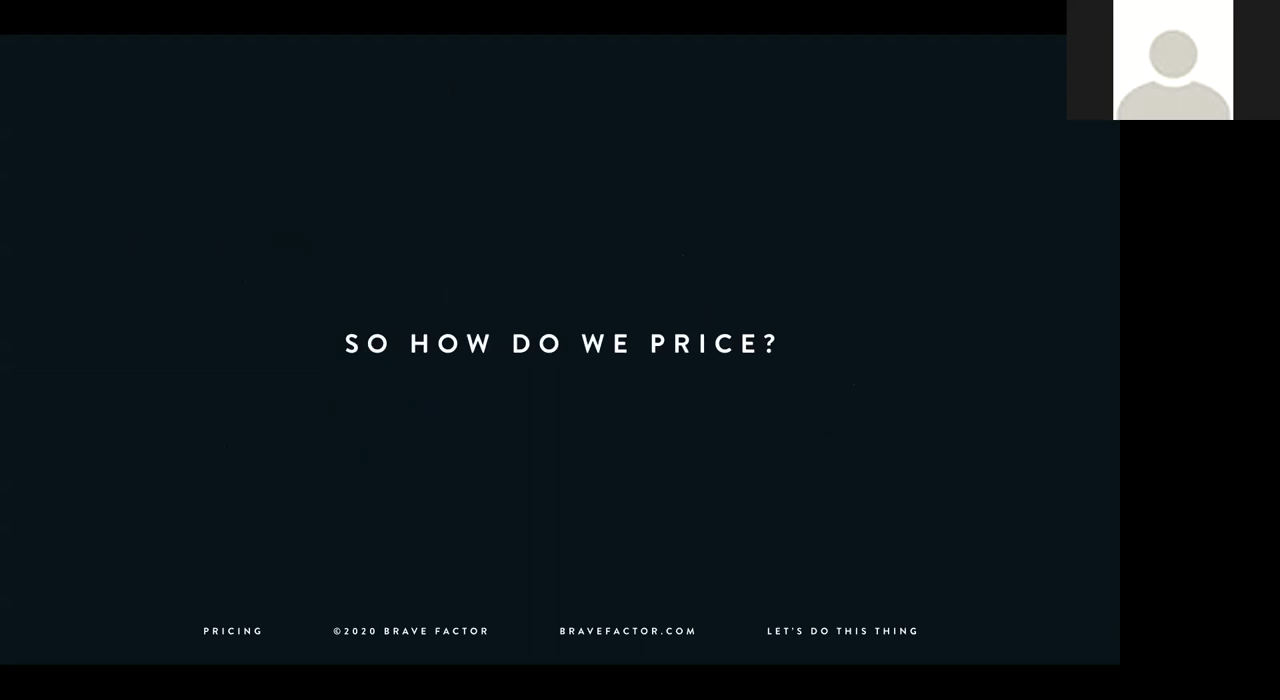 SO HOW DO WE PRICE?
PRICING ©2020 BRAVE FACTOR BRAVEFACTOR.COM LET'S DO THIS THING